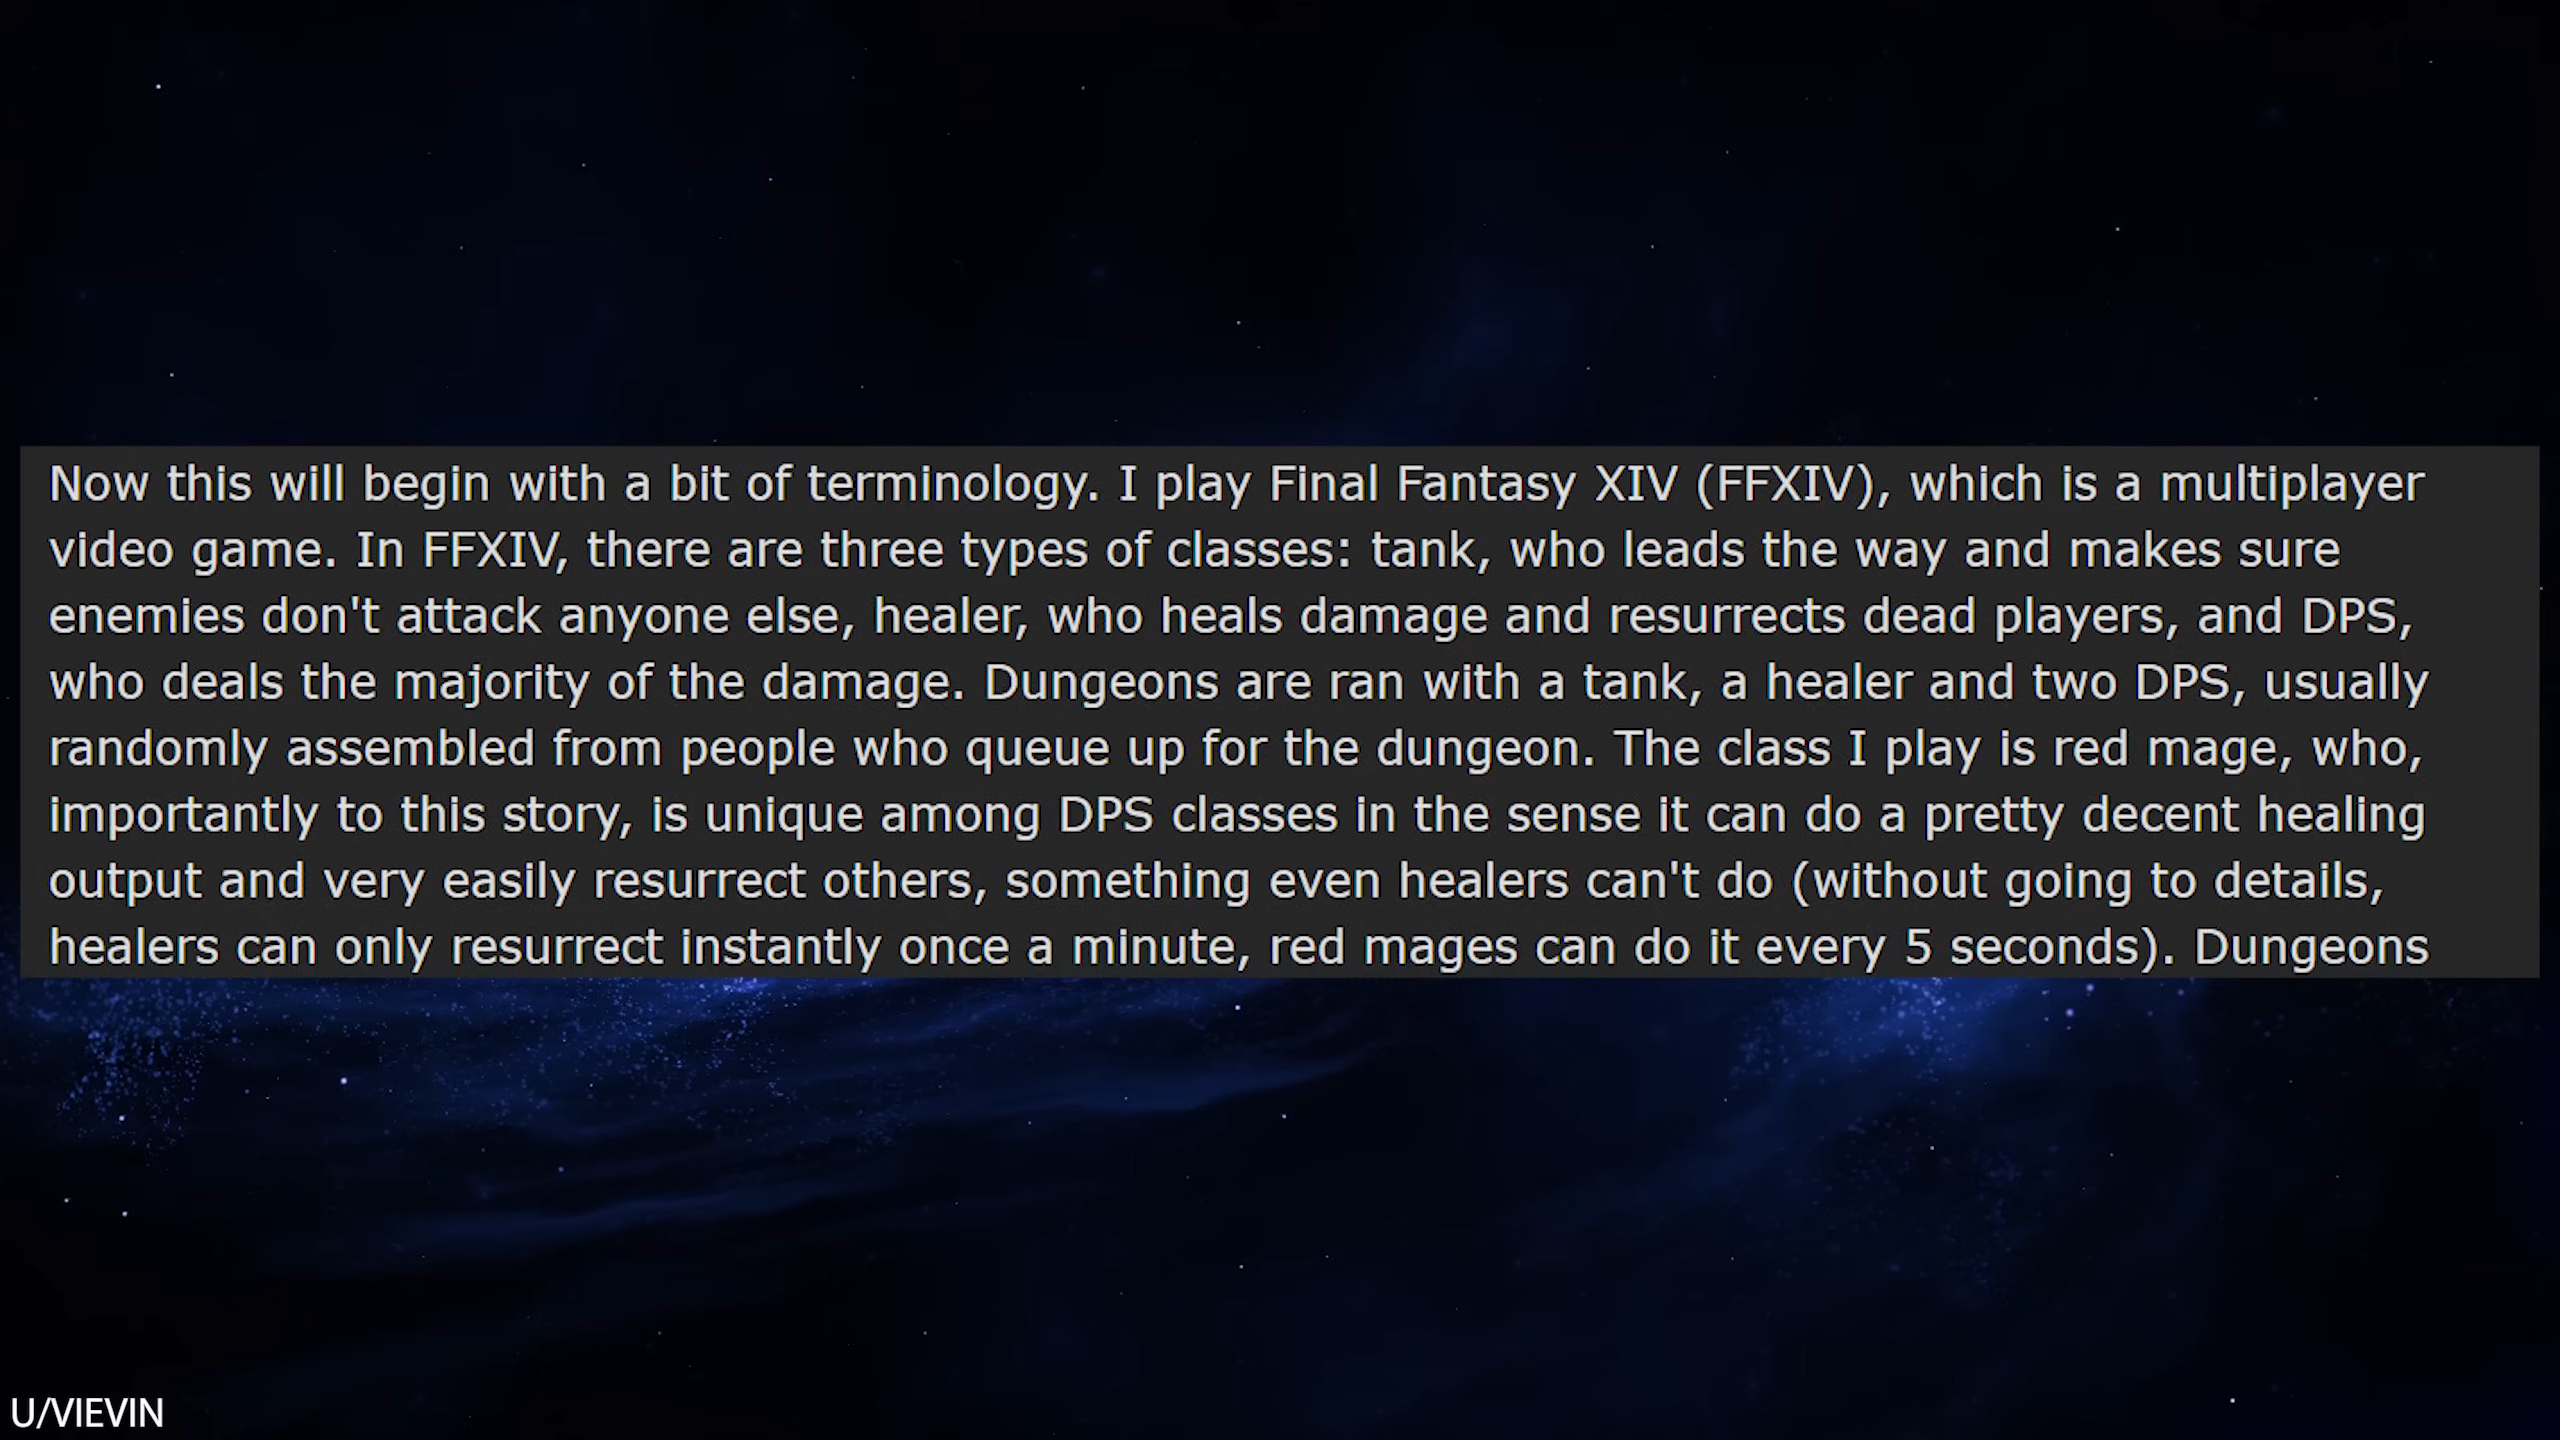 Now this will begin with a bit of terminology. I play Final Fantasy XIV (FFXIV), which is a multiplayer
video game. In FFXIV, there are three types of classes: tank, who leads the way and makes sure
enemies don't attack anyone else, healer, who heals damage and resurrects dead players, and DPS,
who deals the majority of the damage. Dungeons are ran with a tank, a healer and two DPS, usually
randomly assembled from people who queue up for the dungeon. The class I play is red mage, who,
importantly to this story, is unique among DPS classes in the sense it can do a pretty decent healing
output and very easily resurrect others, something even healers can't do (without going to details,
healers can only resurrect instantly once a minute, red mages can do it every 5 seconds). Dungeons
U/VIEVIN